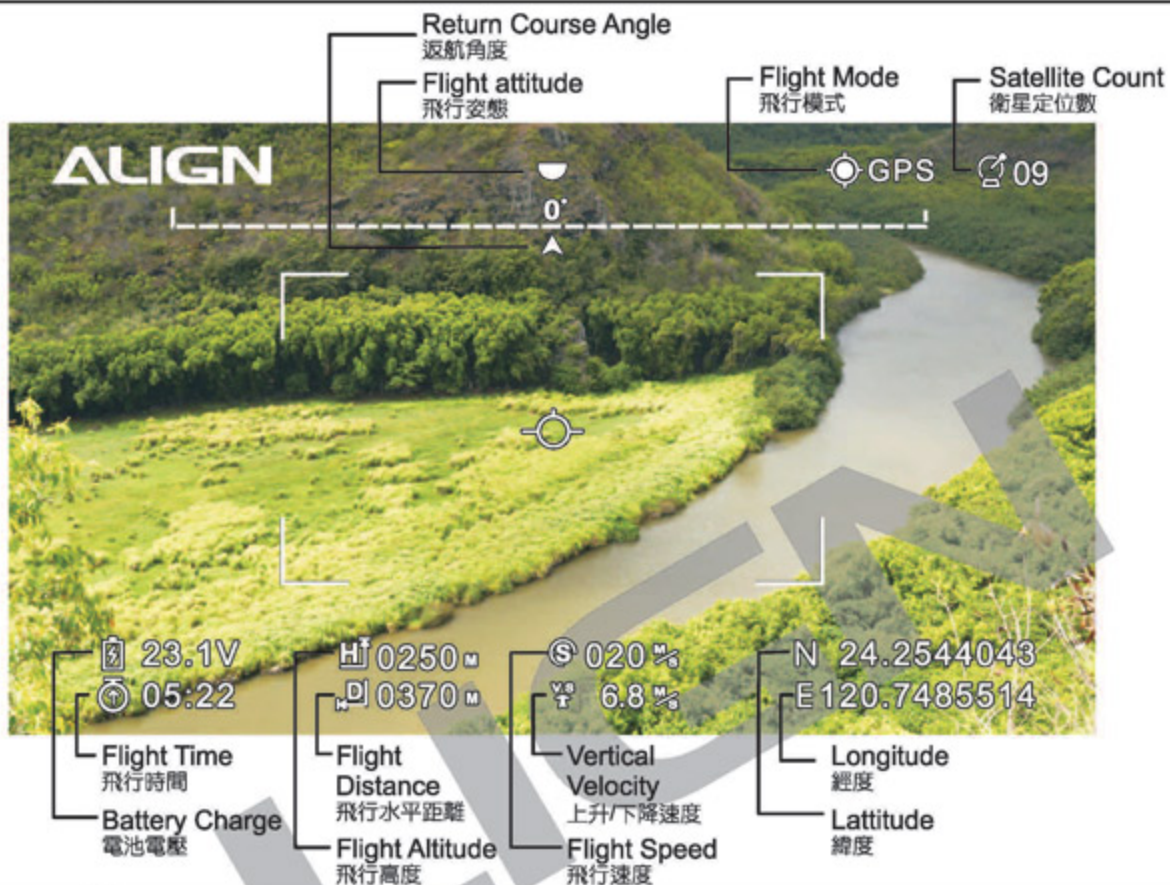 Return Course Angle
返航角度
Flight attitude
飛行姿態
Flight Mode
飛行模式
Satellite Count
衛星定位數
ALIGN
GPS
09
0°
23.1V
H 0250 M
S 020 M/S
N 24.2544043
05:22
D 0370 M
V.S 6.8 M/S
E120.7485514
Flight Time
飛行時間
Battery Charge
電池電壓
Flight
Distance
飛行水平距離
Flight Altitude
飛行高度
Vertical
Velocity
上升/下降速度
Flight Speed
飛行速度
Longitude
經度
Lattitude
緯度
ALIGN